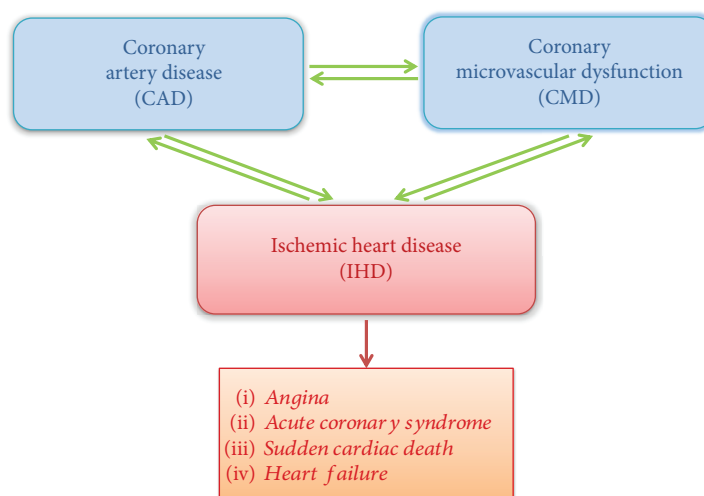 Coronary
artery disease
(CAD)
Coronary
microvascular dysfunction
(CMD)
Ischemic heart disease
(IHD)
(i) Angina
(ii) Acute coronary syndrome
(iii) Sudden cardiac death
(iv) Heart failure